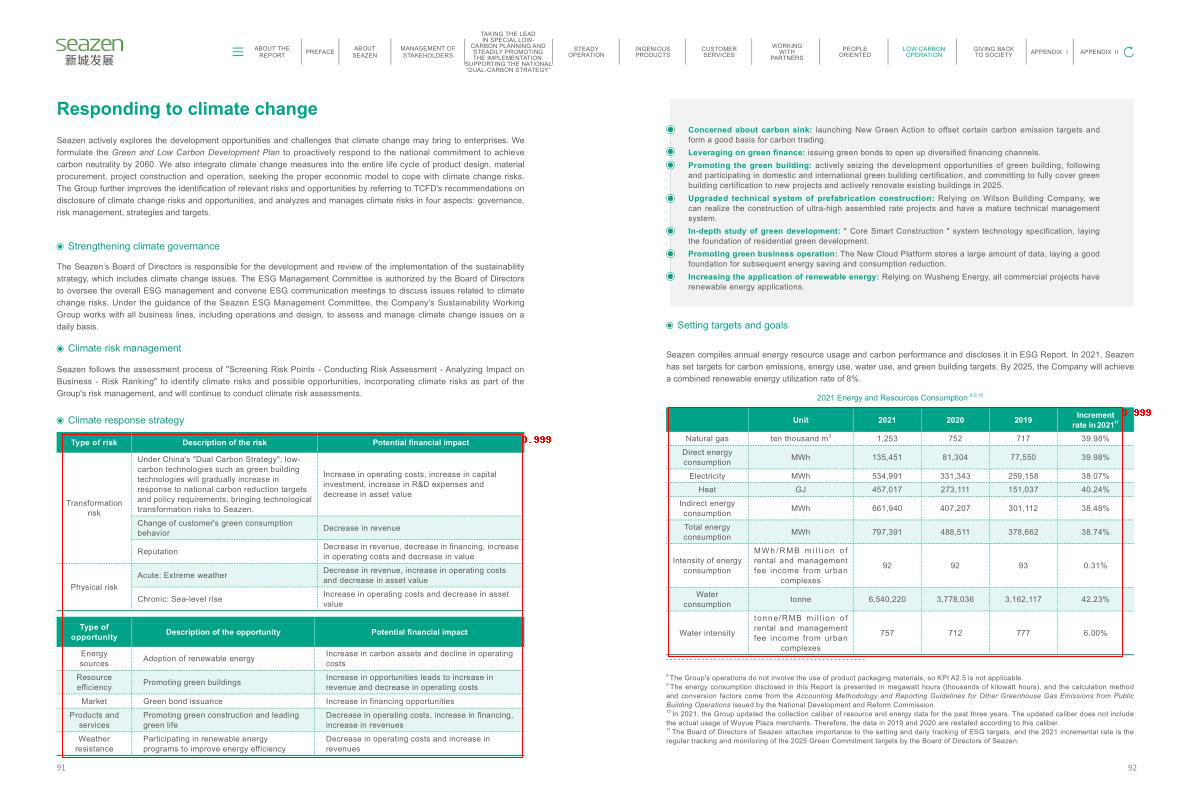 seazen
新城发展
ABOUT THE
REPORT
PREFACE
ABOUT
SEAZEN
MANAGEMENT OF
STAKEHOLDERS
TAKING THE LEAD
IN SPECIAL LOW-
CARBON PLANNING AND
STEADLY PROMOTING
THE IMPLEMENTATION:
SUPPORTING THE NATIONAL
"DUAL-CARBON STRATEGY"
STEADY
OPERATION
INGENIOUS
PRODUCTS
CUSTOMER
SERVICES
WORKING
WITH
PARTNERS
PEOPLE
ORIENTED
LOW CARBON
OPERATION
GIVING BACK
TO SOCIETY
APPENDIX I
APPENDIX II
Responding to climate change
Seazen actively explores the development opportunities and challenges that climate change may bring to enterprises. We
formulate the Green and Low Carbon Development Plan to proactively respond to the national commitment to achieve
carbon neutrality by 2060. We also integrate climate change measures into the entire life cycle of product design, material
procurement, project construction and operation, seeking the proper economic model to cope with climate change risks.
The Group further improves the identification of relevant risks and opportunities by referring to TCFD's recommendations on
disclosure of climate change risks and opportunities, and analyzes and manages climate risks in four aspects: governance,
risk management, strategies and targets.
Strengthening climate governance
The Seazen's Board of Directors is responsible for the development and review of the implementation of the sustainability
strategy, which includes climate change issues. The ESG Management Committee is authorized by the Board of Directors
to oversee the overall ESG management and convene ESG communication meetings to discuss issues related to climate
change risks. Under the guidance of the Seazen ESG Management Committee, the Company's Sustainability Working
Group works with all business lines, including operations and design, to assess and manage climate change issues on a
daily basis.
Climate risk management
Seazen follows the assessment process of "Screening Risk Points - Conducting Risk Assessment - Analyzing Impact on
Business - Risk Ranking" to identify climate risks and possible opportunities, incorporating climate risks as part of the
Group's risk management, and will continue to conduct climate risk assessments.
Climate response strategy
0.999
Type of risk Description of the risk Potential financial impact
Transformation
risk
Under China's "Dual Carbon Strategy", low-
carbon technologies such as green building
technologies will gradually increase in
response to national carbon reduction targets
and policy requirements, bringing technological
transformation risks to Seazen.
Increase in operating costs, increase in capital
investment, increase in R&D expenses and
decrease in asset value
Change of customer's green consumption
behavior
Decrease in revenue
Reputation
Decrease in revenue, decrease in financing, increase
in operating costs and decrease in value
Physical risk
Acute: Extreme weather
Decrease in revenue, increase in operating costs
and decrease in asset value
Chronic: Sea-level rise
Increase in operating costs and decrease in asset
value
Type of
opportunity
Description of the opportunity
Potential financial impact
Energy
sources
Adoption of renewable energy
Increase in carbon assets and decline in operating
costs
Resource
efficiency
Promoting green buildings
Increase in opportunities leads to increase in
revenue and decrease in operating costs
Market Green bond issuance Increase in financing opportunities
Products and
services
Promoting green construction and leading
green life
Decrease in operating costs, increase in financing,
increase in revenues
Weather
resistance
Participating in renewable energy
programs to improve energy efficiency
Decrease in operating costs and increase in
revenues
91
Concerned about carbon sink: launching New Green Action to offset certain carbon emission targets and
form a good basis for carbon trading.
Leveraging on green finance: issuing green bonds to open up diversified financing channels.
Promoting the green building: actively seizing the development opportunities of green building, following
and participating in domestic and international green building certification, and committing to fully cover green
building certification to new projects and actively renovate existing buildings in 2025.
Upgraded technical system of prefabrication construction: Relying on Wilson Building Company, we
can realize the construction of ultra-high assembled rate projects and have a mature technical management
system.
In-depth study of green development: " Core Smart Construction " system technology specification, laying
the foundation of residential green development.
Promoting green business operation: The New Cloud Platform stores a large amount of data, laying a good
foundation for subsequent energy saving and consumption reduction.
Increasing the application of renewable energy: Relying on Wusheng Energy, all commercial projects have
renewable energy applications.
Setting targets and goals
Seazen compiles annual energy resource usage and carbon performance and discloses it in ESG Report. In 2021, Seazen
has set targets for carbon emissions, energy use, water use, and green building targets. By 2025, the Company will achieve
a combined renewable energy utilization rate of 8%.
2021 Energy and Resources Consumption 8,9,10
0.999
Unit 2021 2020 2019 Increment
rate in 2021 11
Natural gas ten thousand m³ 1,253 752 717 39.98%
Direct energy
consumption
MWh 135,451 81,304 77,550 39.98%
Electricity MWh 534,991 331,343 259,158 38.07%
Heat GJ 457,017 273,111 151,037 40.24%
Indirect energy
consumption
MWh 661,940 407,207 301,112 38.48%
Total energy
consumption
MWh 797,391 488,511 378,662 38.74%
Intensity of energy
consumption
MWh/RMB million of
rental and management
fee income from urban
complexes
92 92 93 0.31%
Water
consumption
tonne 6,540,220 3,778,036 3,162,117 42.23%
Water intensity
tonne/RMB million of
rental and management
fee income from urban
complexes
757 712 777 6.00%
8 The Group's operations do not involve the use of product packaging materials, so KPI A2.5 is not applicable.
9 The energy consumption disclosed in this Report is presented in megawatt hours (thousands of kilowatt hours), and the calculation method
and conversion factors come from the Accounting Methodology and Reporting Guidelines for Other Greenhouse Gas Emissions from Public
Building Operations issued by the National Development and Reform Commission.
10 In 2021, the Group updated the collection caliber of resource and energy data for the past three years. The updated caliber does not include
the actual usage of Wuyue Plaza merchants. Therefore, the data in 2019 and 2020 are restated according to this caliber.
11 The Board of Directors of Seazen attaches importance to the setting and daily tracking of ESG targets, and the 2021 incremental rate is the
regular tracking and monitoring of the 2025 Green Commitment targets by the Board of Directors of Seazen.
92